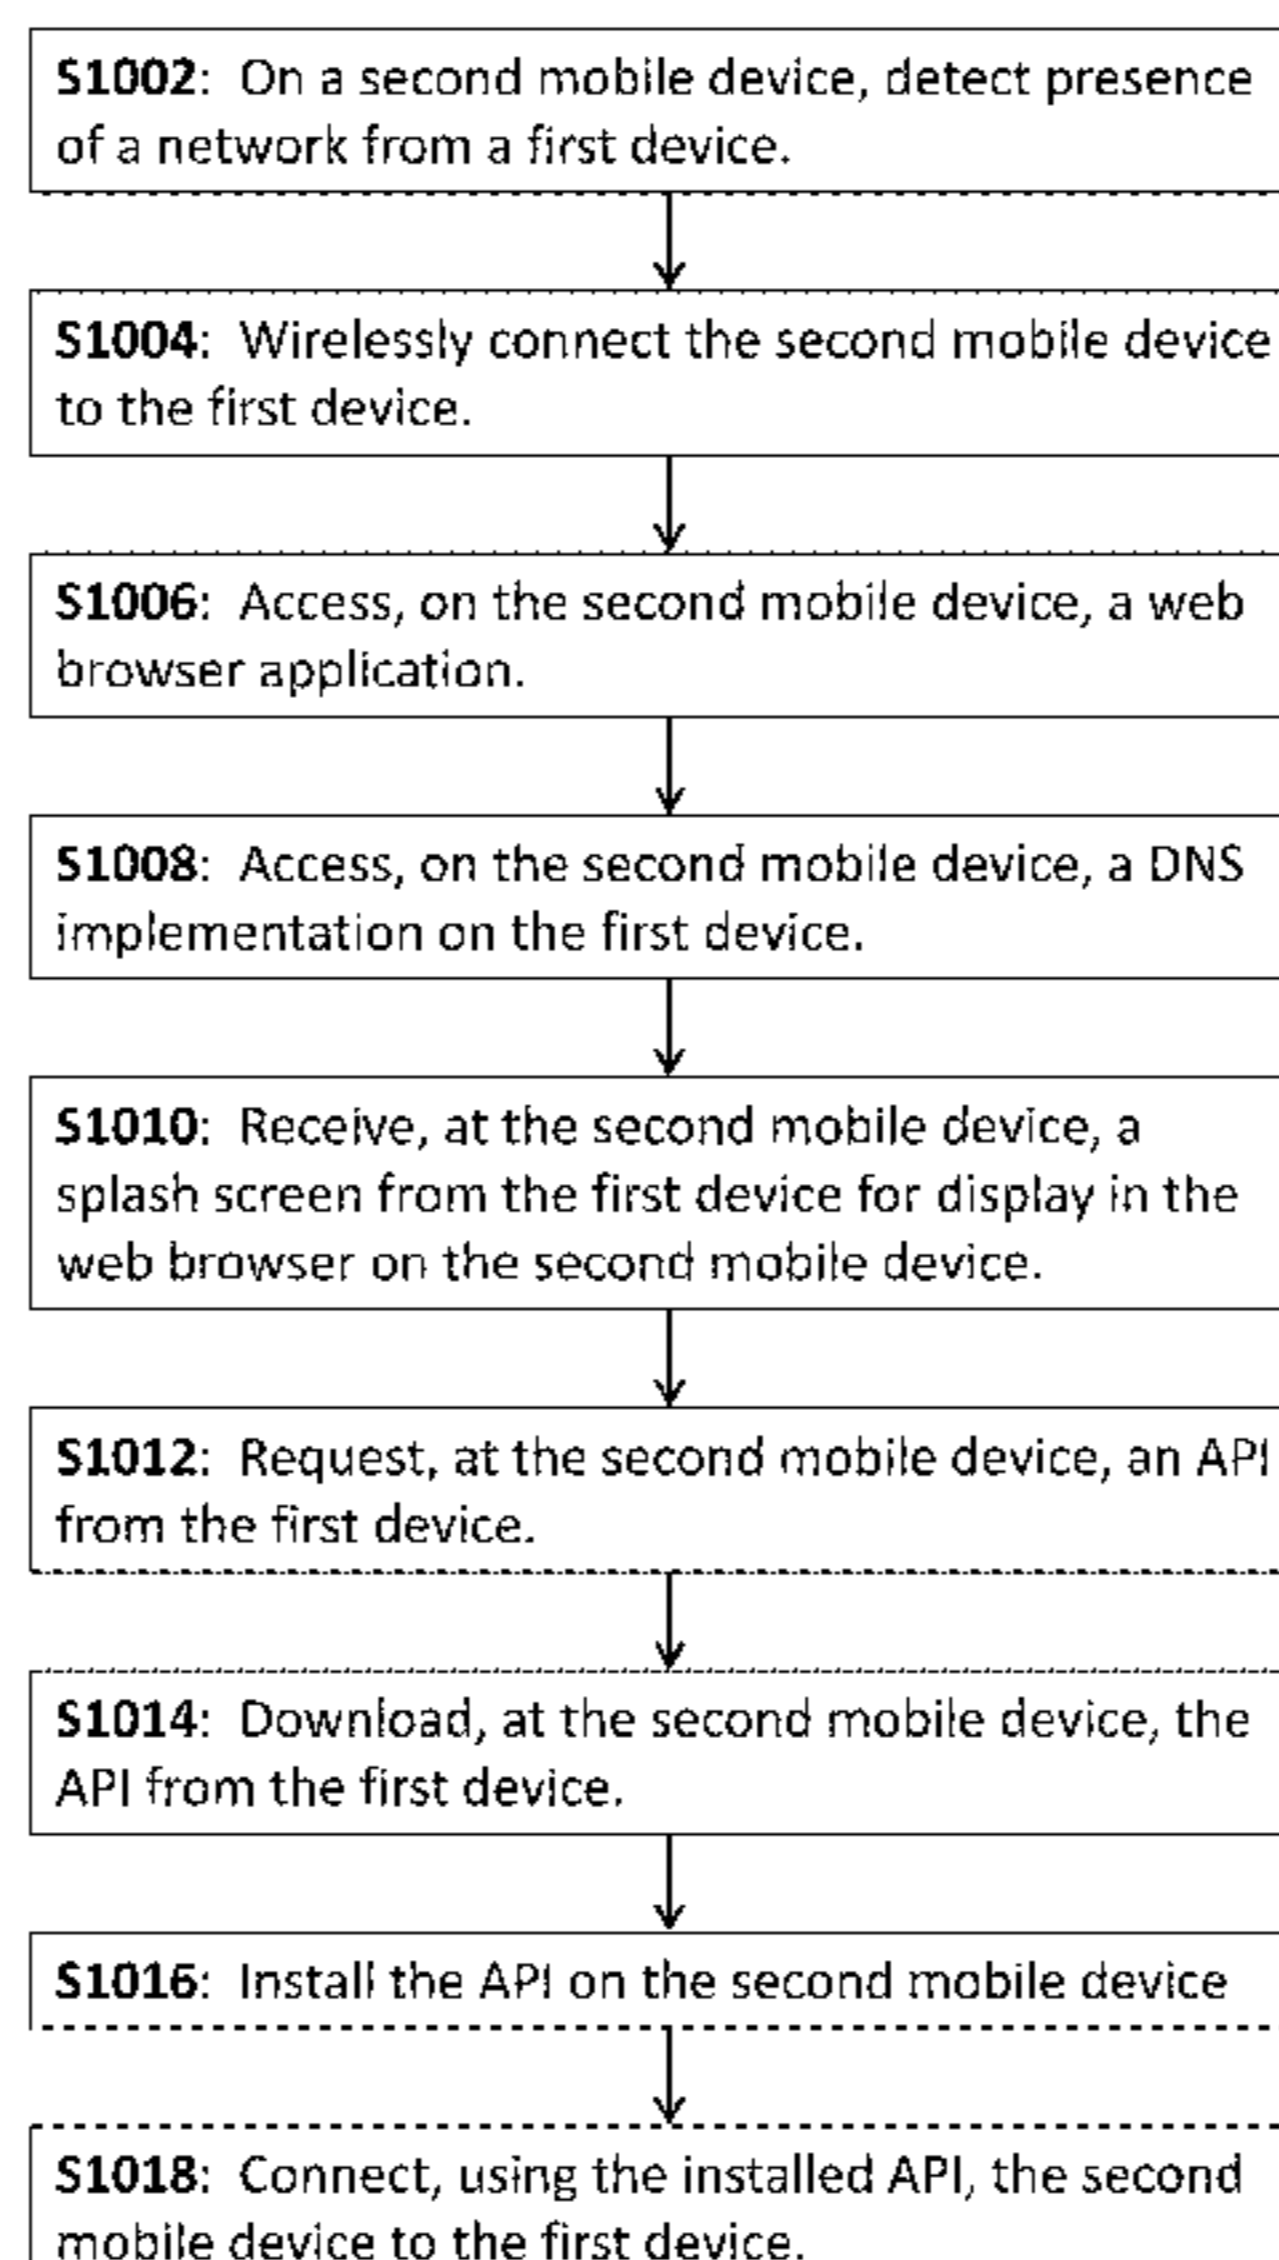 S1002: On a second mobile device, detect presence
of a network from a first device.
S1004: Wirelessly connect the second mobile device
to the first device.
S1006: Access, on the second mobile device, a web
browser application.
S1008: Access, on the second mobile device, a DNS
implementation on the first device.
S1010: Receive, at the second mobile device, a
splash screen from the first device for display in the
web browser on the second mobile device.
S1012: Request, at the second mobile device, an API
from the first device.
S1014: Download, at the second mobile device, the
API from the first device.
S1016: Install the API on the second mobile device
S1018: Connect, using the installed API, the second
mobile device to the first device.